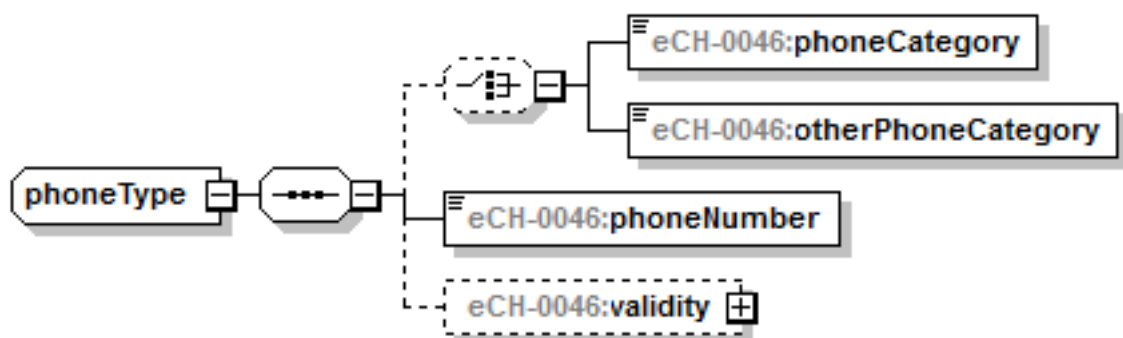 eCH-0046:phoneCategory
eCH-0046:otherPhoneCategory
phoneType
eCH-0046:phoneNumber
eCH-0046:validity